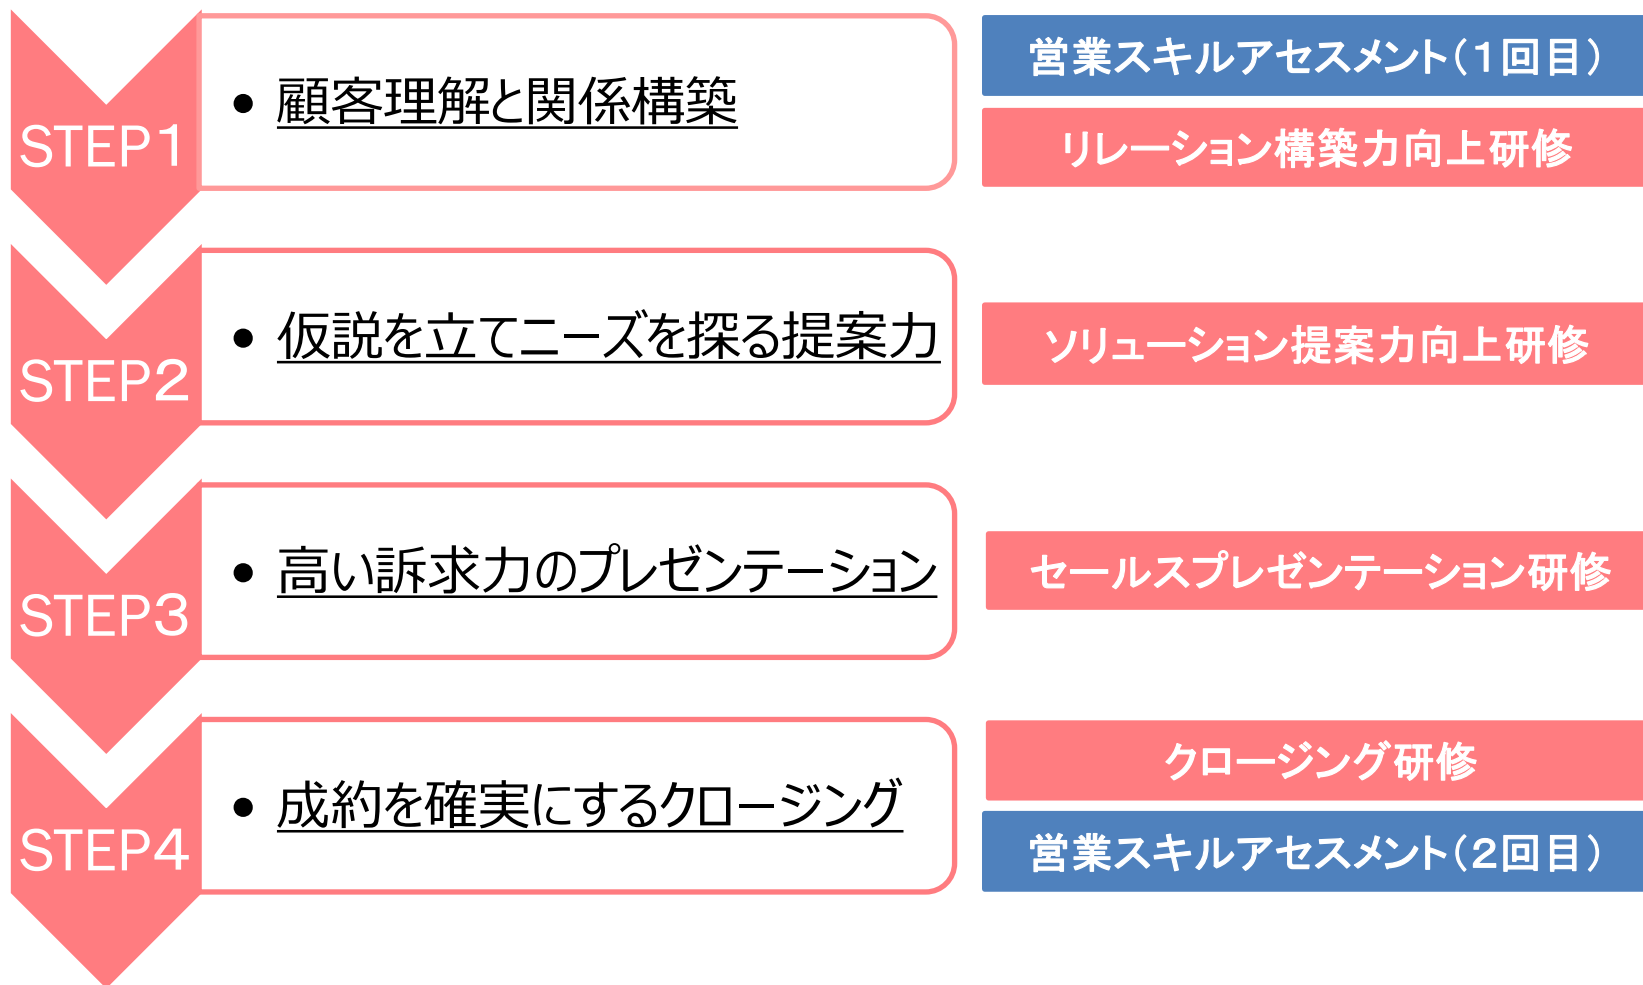 STEP1
• 顧客理解と関係構築
営業スキルアセスメント（1回目）
リレーション構築力向上研修
STEP2
• 仮説を立てニーズを探る提案力
ソリューション提案力向上研修
STEP3
• 高い訴求力のプレゼンテーション
セールスプレゼンテーション研修
STEP4
• 成約を確実にするクロージング
クロージング研修
営業スキルアセスメント（2回目）